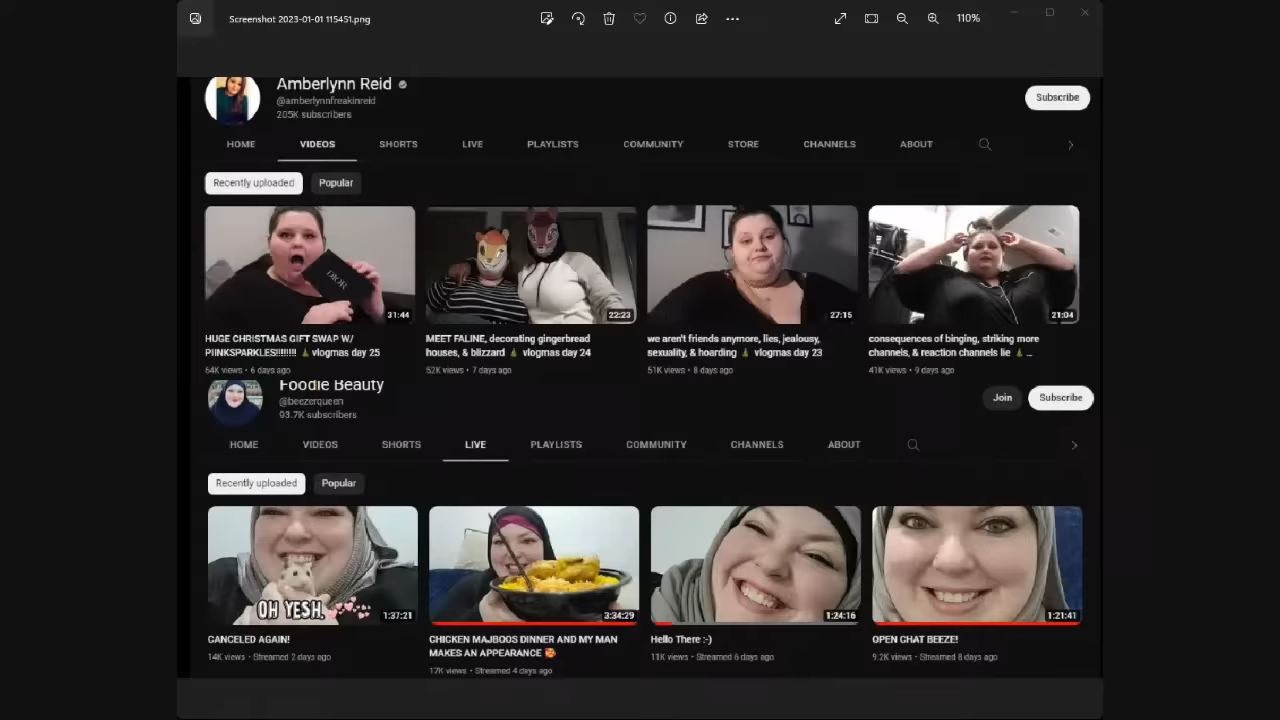 Screenshot 2023-01-01 115451.png
110%
Amberlynn Reid
@amberlynnfreakinreid
205K subscribers
Subscribe
HOME VIDEOS SHORTS LIVE PLAYLISTS COMMUNITY STORE CHANNELS ABOUT
Recently uploaded Popular
DIOR
31:44 22:23 27:15 21:04
HUGE CHRISTMAS GIFT SWAP W/
PIINKSPARKLES!!!!!!!! 🎄vlogmas day 25
64K views • 6 days ago
MEET FALINE, decorating gingerbread
houses, & blizzard 🎄 vlogmas day 24
52K views • 7 days ago
we aren't friends anymore, lies, jealousy,
sexuality, & hoarding 🎄 vlogmas day 23
51K views • 8 days ago
consequences of binging, striking more
channels, & reaction channels lie 🎄 ...
41K views • 9 days ago
Foodie Beauty
@beezerqueen
93.7K subscribers
Join Subscribe
HOME VIDEOS SHORTS LIVE PLAYLISTS COMMUNITY CHANNELS ABOUT
Recently uploaded Popular
OH YESH.
1:37:21 3:34:29 1:24:16 1:21:41
CANCELED AGAIN!
14K views • Streamed 2 days ago
CHICKEN MAJBOOS DINNER AND MY MAN
MAKES AN APPEARANCE 🥰
17K views • Streamed 4 days ago
Hello There :-)
11K views • Streamed 6 days ago
OPEN CHAT BEEZE!
9.2K views • Streamed 8 days ago